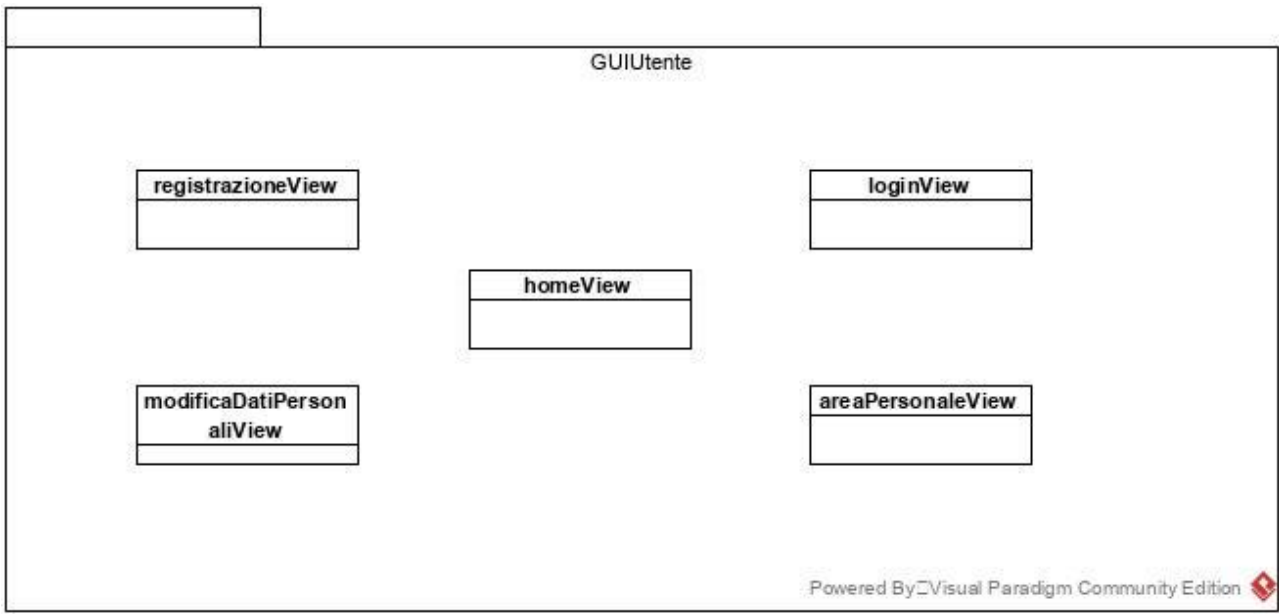 GUIUtente
registrazioneView
loginView
homeView
modificaDatiPerson
aliView
areaPersonaleView
Powered By Visual Paradigm Community Edition